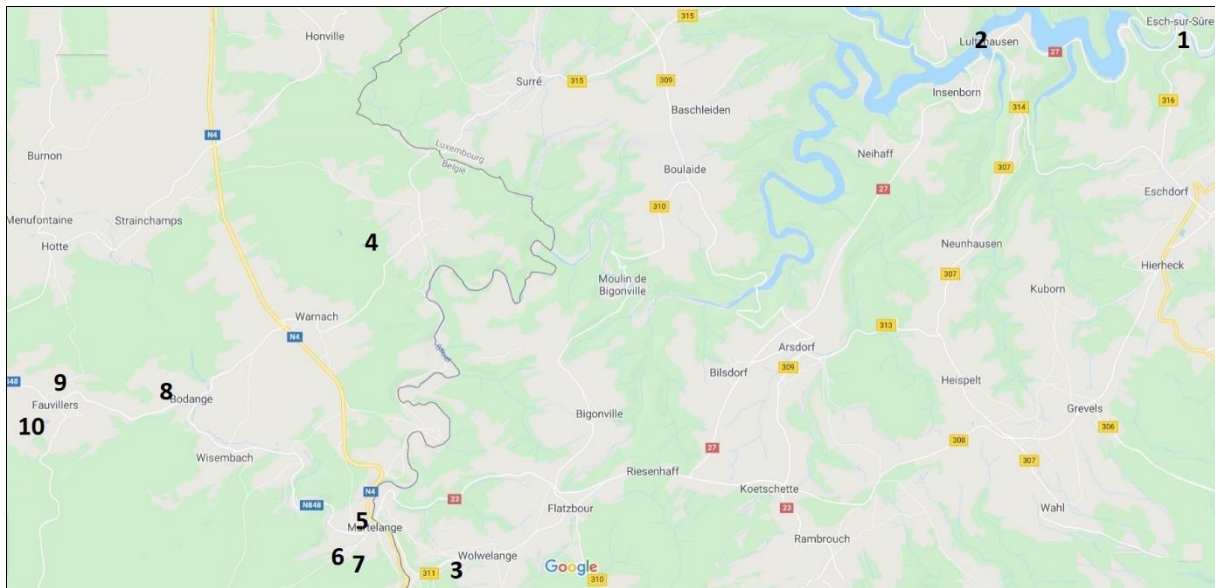 315
Esch-sur-Sûre
1
Honville
2
Lultzhausen
27
Surré
315
309
Insenborn
316
Baschleiden
314
N4
Luxembourg
België
Neihaff
Burnon
307
Boulaide
27
Eschdorf
Menufontaine
Strainchamps
310
Hotte
4
Neunhausen
Hierheck
Moulin de
Bigonville
307
Kuborn
Warnach
313
N4
Arsdorf
309
Bilsdorf
9
Heispelt
8
Fauvillers
Bodange
Grevels
10
Bigonville
306
308
27
Wisembach
307
Riesenhaff
Koetschette
N4
23
N848
Flatzbour
23
Wahl
5
Martelange
Rambrouch
6
7
Wolwelange
3
311
Google
310